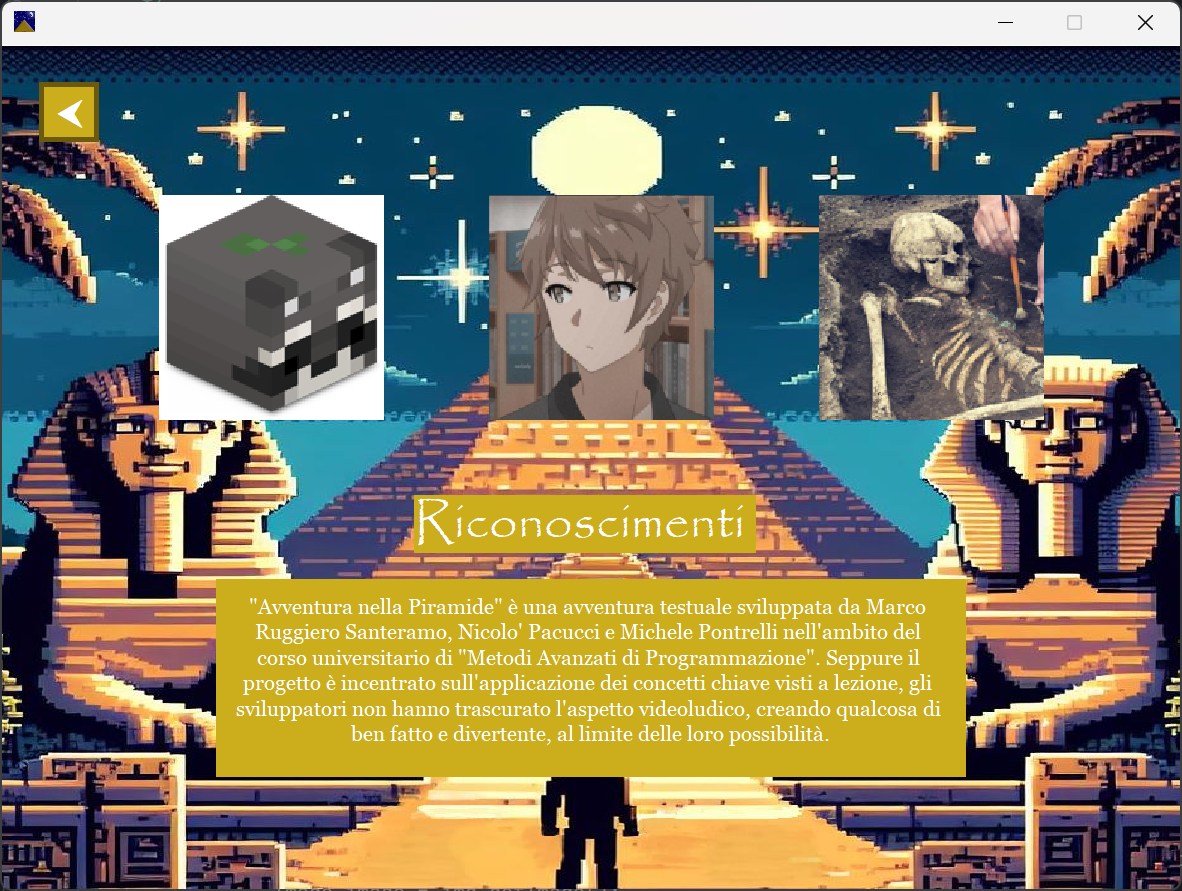 Riconoscimenti
"Avventura nella Piramide" è una avventura testuale sviluppata da Marco
Ruggiero Santeramo, Nicolo' Pacucci e Michele Pontrelli nell'ambito del
corso universitario di "Metodi Avanzati di Programmazione". Seppure il
progetto è incentrato sull'applicazione dei concetti chiave visti a lezione, gli
sviluppatori non hanno trascurato l'aspetto videoludico, creando qualcosa di
ben fatto e divertente, al limite delle loro possibilità.